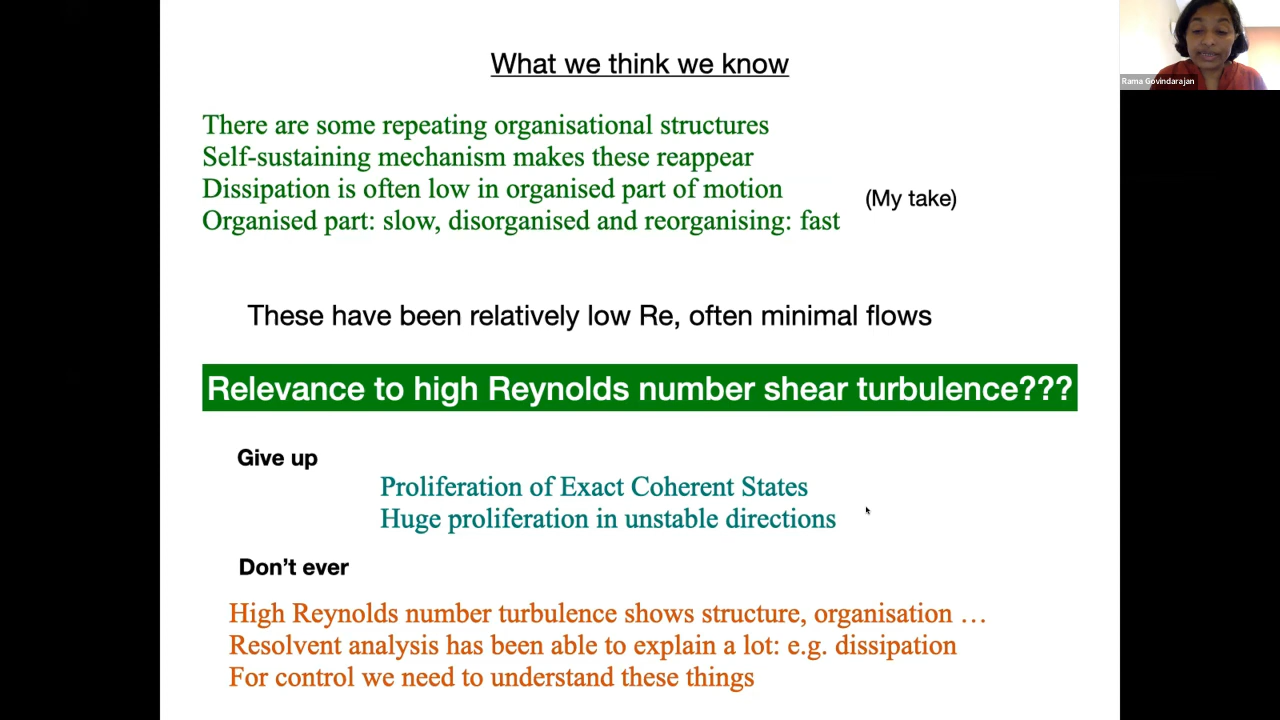 What we think we know
Rama Govindarajan
There are some repeating organisational structures
Self-sustaining mechanism makes these reappear
Dissipation is often low in organised part of motion
(My take)
Organised part: slow, disorganised and reorganising: fast
These have been relatively low Re, often minimal flows
Relevance to high Reynolds number shear turbulence???
Give up
Proliferation of Exact Coherent States
Huge proliferation in unstable directions
Don’t ever
High Reynolds number turbulence shows structure, organisation …
Resolvent analysis has been able to explain a lot: e.g. dissipation
For control we need to understand these things